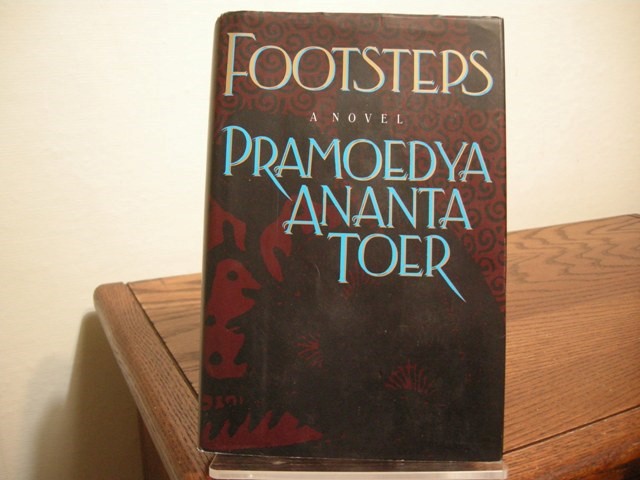 FOOTSTEPS
A NOVEL
PRAMOEDYA
ANANTA
TOER